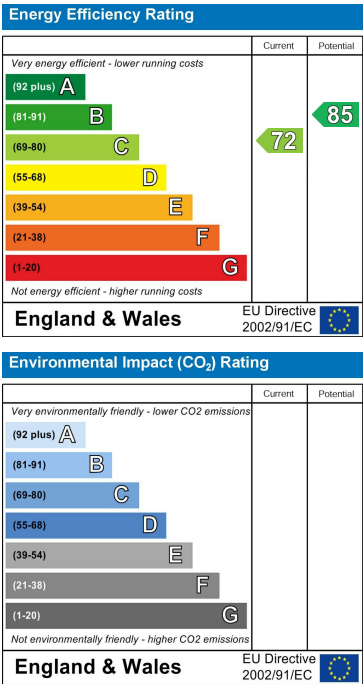 Energy Efficiency Rating
Current Potential
Very energy efficient - lower running costs
(92 plus) A
(81-91) B
(69-80) C
(55-68) D
(39-54) E
(21-38) F
(1-20) G
72
85
Not energy efficient - higher running costs
England & Wales
EU Directive
2002/91/EC
Environmental Impact (CO₂) Rating
Current Potential
Very environmentally friendly - lower CO2 emissions
(92 plus) A
(81-91) B
(69-80) C
(55-68) D
(39-54) E
(21-38) F
(1-20) G
Not environmentally friendly - higher CO2 emissions
England & Wales
EU Directive
2002/91/EC